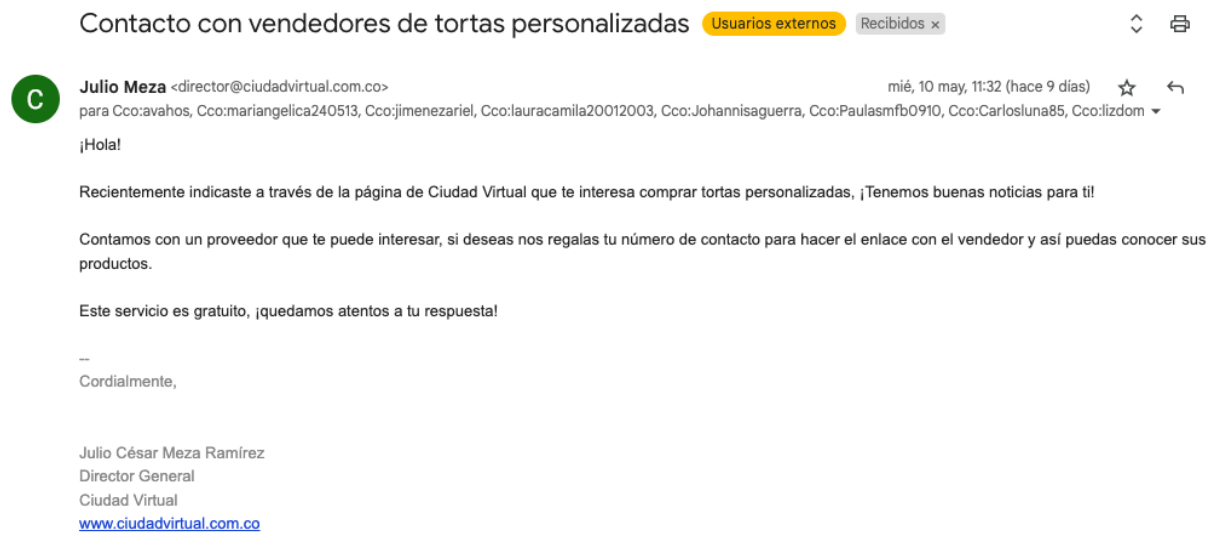 Contacto con vendedores de tortas personalizadas Usuarios externos Recibidos ×
C
Julio Meza <director@ciudadvirtual.com.co> mié, 10 may, 11:32 (hace 9 días)
para Cco:avahos, Cco:mariangelica240513, Cco:jimenezariel, Cco:lauracamila20012003, Cco:Johannisaguerra, Cco:Paulasmfb0910, Cco:Carlosluna85, Cco:lizdom
¡Hola!
Recientemente indicaste a través de la página de Ciudad Virtual que te interesa comprar tortas personalizadas, ¡Tenemos buenas noticias para ti!
Contamos con un proveedor que te puede interesar, si deseas nos regalas tu número de contacto para hacer el enlace con el vendedor y así puedas conocer sus
productos.
Este servicio es gratuito, ¡quedamos atentos a tu respuesta!
--
Cordialmente,
Julio César Meza Ramírez
Director General
Ciudad Virtual
www.ciudadvirtual.com.co